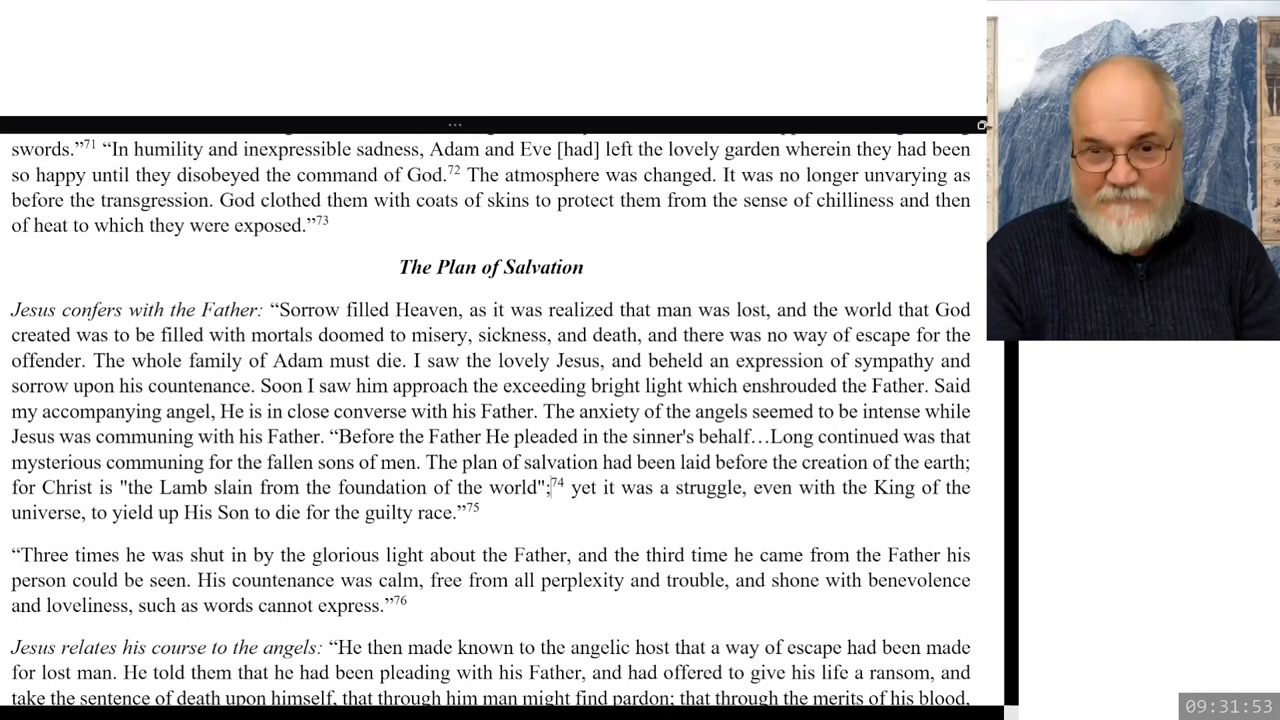 swords.”71 “In humility and inexpressible sadness, Adam and Eve [had] left the lovely garden wherein they had been
so happy until they disobeyed the command of God.”72 The atmosphere was changed. It was no longer unvarying as
before the transgression. God clothed them with coats of skins to protect them from the sense of chilliness and then
of heat to which they were exposed.”73
The Plan of Salvation
Jesus confers with the Father: “Sorrow filled Heaven, as it was realized that man was lost, and the world that God
created was to be filled with mortals doomed to misery, sickness, and death, and there was no way of escape for the
offender. The whole family of Adam must die. I saw the lovely Jesus, and beheld an expression of sympathy and
sorrow upon his countenance. Soon I saw him approach the exceeding bright light which enshrouded the Father. Said
my accompanying angel, He is in close converse with his Father. The anxiety of the angels seemed to be intense while
Jesus was communing with his Father. “Before the Father He pleaded in the sinner's behalf…Long continued was that
mysterious communing for the fallen sons of men. The plan of salvation had been laid before the creation of the earth;
for Christ is "the Lamb slain from the foundation of the world";74 yet it was a struggle, even with the King of the
universe, to yield up His Son to die for the guilty race.”75
“Three times he was shut in by the glorious light about the Father, and the third time he came from the Father his
person could be seen. His countenance was calm, free from all perplexity and trouble, and shone with benevolence
and loveliness, such as words cannot express.”76
Jesus relates his course to the angels: “He then made known to the angelic host that a way of escape had been made
for lost man. He told them that he had been pleading with his Father, and had offered to give his life a ransom, and
take the sentence of death upon himself, that through him man might find pardon; that through the merits of his blood,
09:31:53